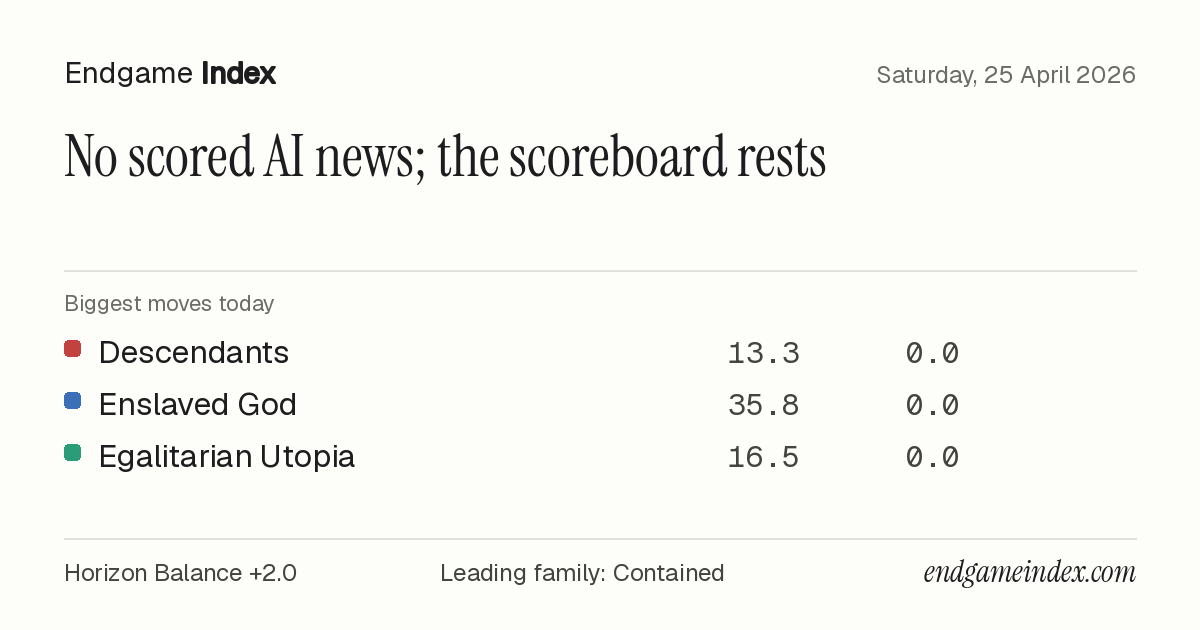 Endgame Index
Saturday, 25 April 2026
No scored AI news; the scoreboard rests
Biggest moves today
Descendants 13.3 0.0
Enslaved God 35.8 0.0
Egalitarian Utopia 16.5 0.0
Horizon Balance +2.0
Leading family: Contained
endgameindex.com